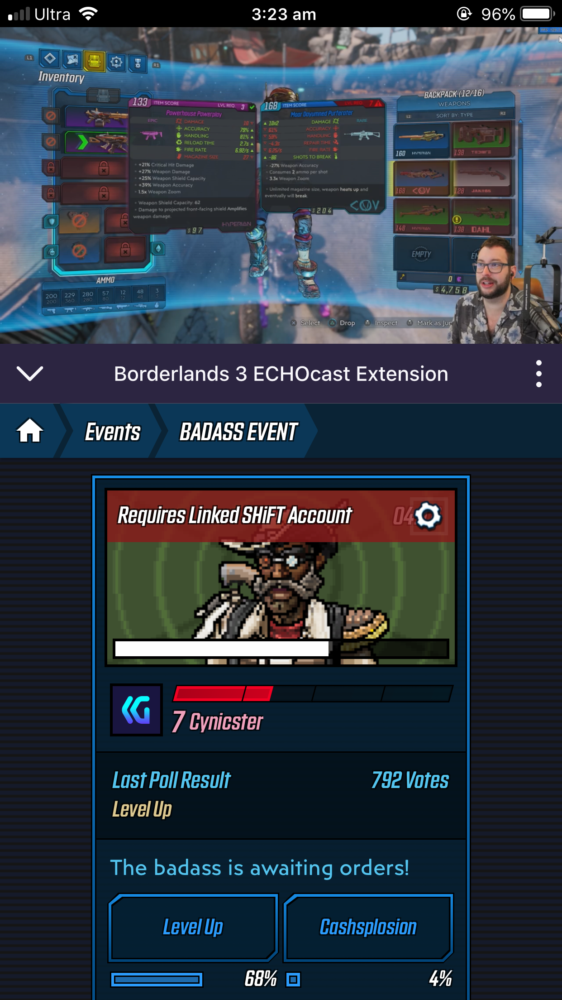 Ultra
3:23 am
96%
L1
R1
Inventory
133 ITEM SCORE LVL REQ. 3
Powerhouse Powerplay
EPIC
DAMAGE 10
ACCURACY 79%
HANDLING 81%
RELOAD TIME 2.7s
FIRE RATE 6.92/s
MAGAZINE SIZE 27
+21% Critical Hit Damage
+27% Weapon Damage
+25% Weapon Shield Capacity
+39% Weapon Accuracy
1.5x Weapon Zoom
Weapon Shield Capacity: 62
Damage to projected front-facing shield Amplifies
weapon damage.
HYPERION
$97
168 ITEM SCORE LVL REQ. 7
Moar Dayumned Purferater
RARE
10x2 DAMAGE
61% ACCURACY
59% HANDLING
-4.3s REPAIR TIME
6.25/s FIRE RATE
~86 SHOTS TO BREAK
-27% Weapon Accuracy
Consumes 2 ammo per shot
3.3x Weapon Zoom
Unlimited magazine size, weapon heats up and
eventually will break.
COV
$204
BACKPACK (12/16)
WEAPONS
L2 SORT BY: TYPE R2
160 HYPERION
138 TEDIORE
168 COV
128 JAKOBS
148 HYPERION
138 DAHL
EMPTY
0
$4,758
AMMO
200 229 280 57 12 48 3
200 360 280 80 12 48 3
Select Drop Inspect Mark as Jun
Borderlands 3 ECHOcast Extension
Events
BADASS EVENT
Requires Linked SHiFT Account
04
7 Cynicster
Last Poll Result
792 Votes
Level Up
The badass is awaiting orders!
Level Up
Cashsplosion
68%
4%